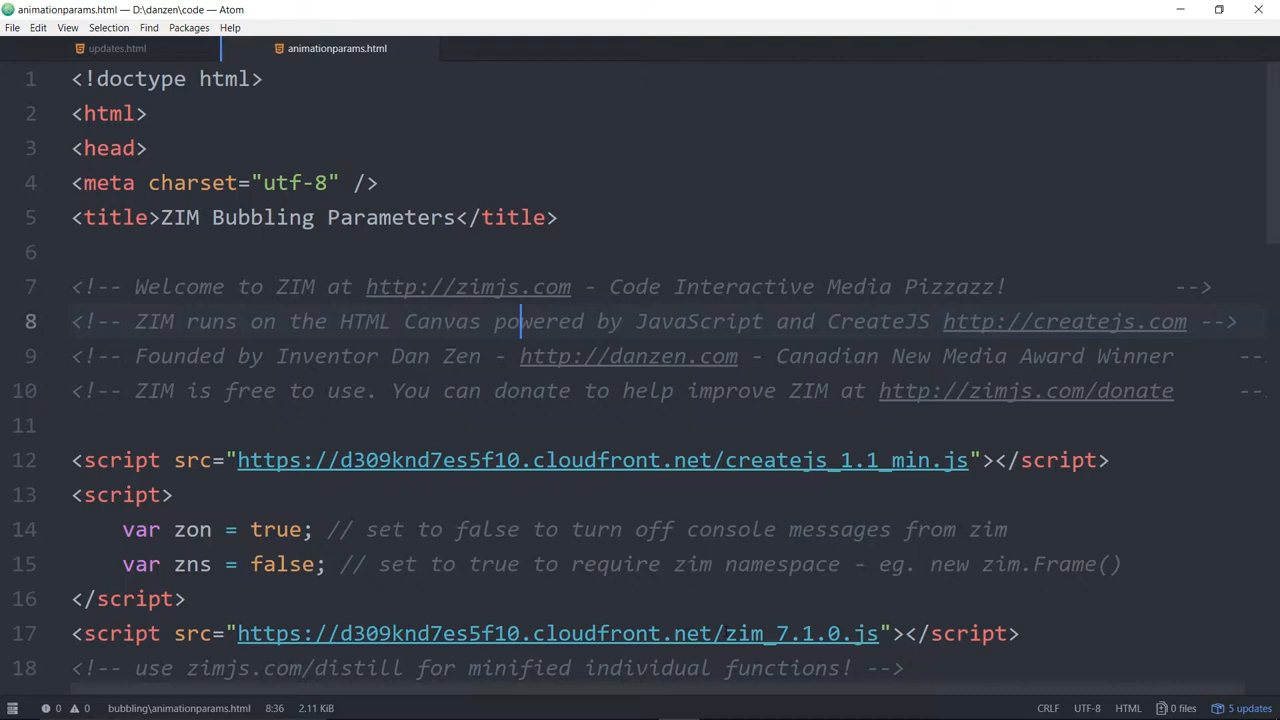 animationparams.html — D:\danzen\code — Atom
File Edit View Selection Find Packages Help
updates.html animationparams.html
1 <!doctype html>
2 <html>
3 <head>
4 <meta charset="utf-8" />
5 <title>ZIM Bubbling Parameters</title>
6
7 <!-- Welcome to ZIM at http://zimjs.com - Code Interactive Media Pizzazz! -->
8 <!-- ZIM runs on the HTML Canvas powered by JavaScript and CreateJS http://createjs.com -->
9 <!-- Founded by Inventor Dan Zen - http://danzen.com - Canadian New Media Award Winner --
10 <!-- ZIM is free to use. You can donate to help improve ZIM at http://zimjs.com/donate --
11
12 <script src="https://d309knd7es5f10.cloudfront.net/createjs_1.1_min.js"></script>
13 <script>
14 var zon = true; // set to false to turn off console messages from zim
15 var zns = false; // set to true to require zim namespace - eg. new zim.Frame()
16 </script>
17 <script src="https://d309knd7es5f10.cloudfront.net/zim_7.1.0.js"></script>
18 <!-- use zimjs.com/distill for minified individual functions! -->
0 0 bubbling\animationparams.html 8:36 2.11 KiB CRLF UTF-8 HTML 0 files 5 updates